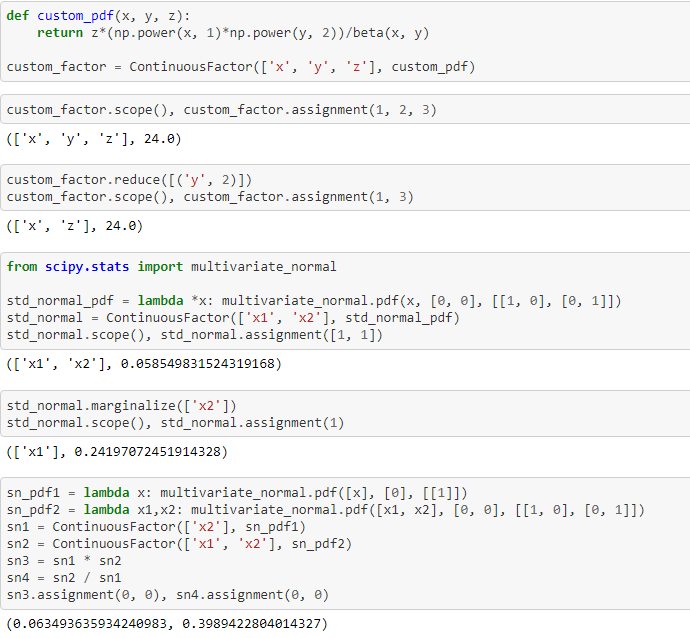 def custom_pdf(x, y, z):
    return z*(np.power(x, 1)*np.power(y, 2))/beta(x, y)
custom_factor = ContinuousFactor(['x', 'y', 'z'], custom_pdf)
custom_factor.scope(), custom_factor.assignment(1, 2, 3)
(['x', 'y', 'z'], 24.0)
custom_factor.reduce([('y', 2)])
custom_factor.scope(), custom_factor.assignment(1, 3)
(['x', 'z'], 24.0)
from scipy.stats import multivariate_normal
std_normal_pdf = lambda *x: multivariate_normal.pdf(x, [0, 0], [[1, 0], [0, 1]])
std_normal = ContinuousFactor(['x1', 'x2'], std_normal_pdf)
std_normal.scope(), std_normal.assignment([1, 1])
(['x1', 'x2'], 0.058549831524319168)
std_normal.marginalize(['x2'])
std_normal.scope(), std_normal.assignment(1)
(['x1'], 0.24197072451914328)
sn_pdf1 = lambda x: multivariate_normal.pdf([x], [0], [[1]])
sn_pdf2 = lambda x1,x2: multivariate_normal.pdf([x1, x2], [0, 0], [[1, 0], [0, 1]])
sn1 = ContinuousFactor(['x2'], sn_pdf1)
sn2 = ContinuousFactor(['x1', 'x2'], sn_pdf2)
sn3 = sn1 * sn2
sn4 = sn2 / sn1
sn3.assignment(0, 0), sn4.assignment(0, 0)
(0.063493635934240983, 0.3989422804014327)